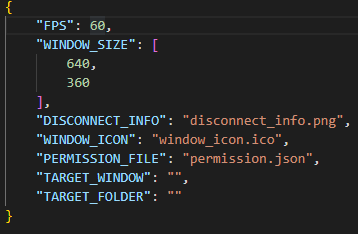 {
"FPS": 60,
"WINDOW_SIZE": [
640,
360
],
"DISCONNECT_INFO": "disconnect_info.png",
"WINDOW_ICON": "window_icon.ico",
"PERMISSION_FILE": "permission.json",
"TARGET_WINDOW": "",
"TARGET_FOLDER": ""
}